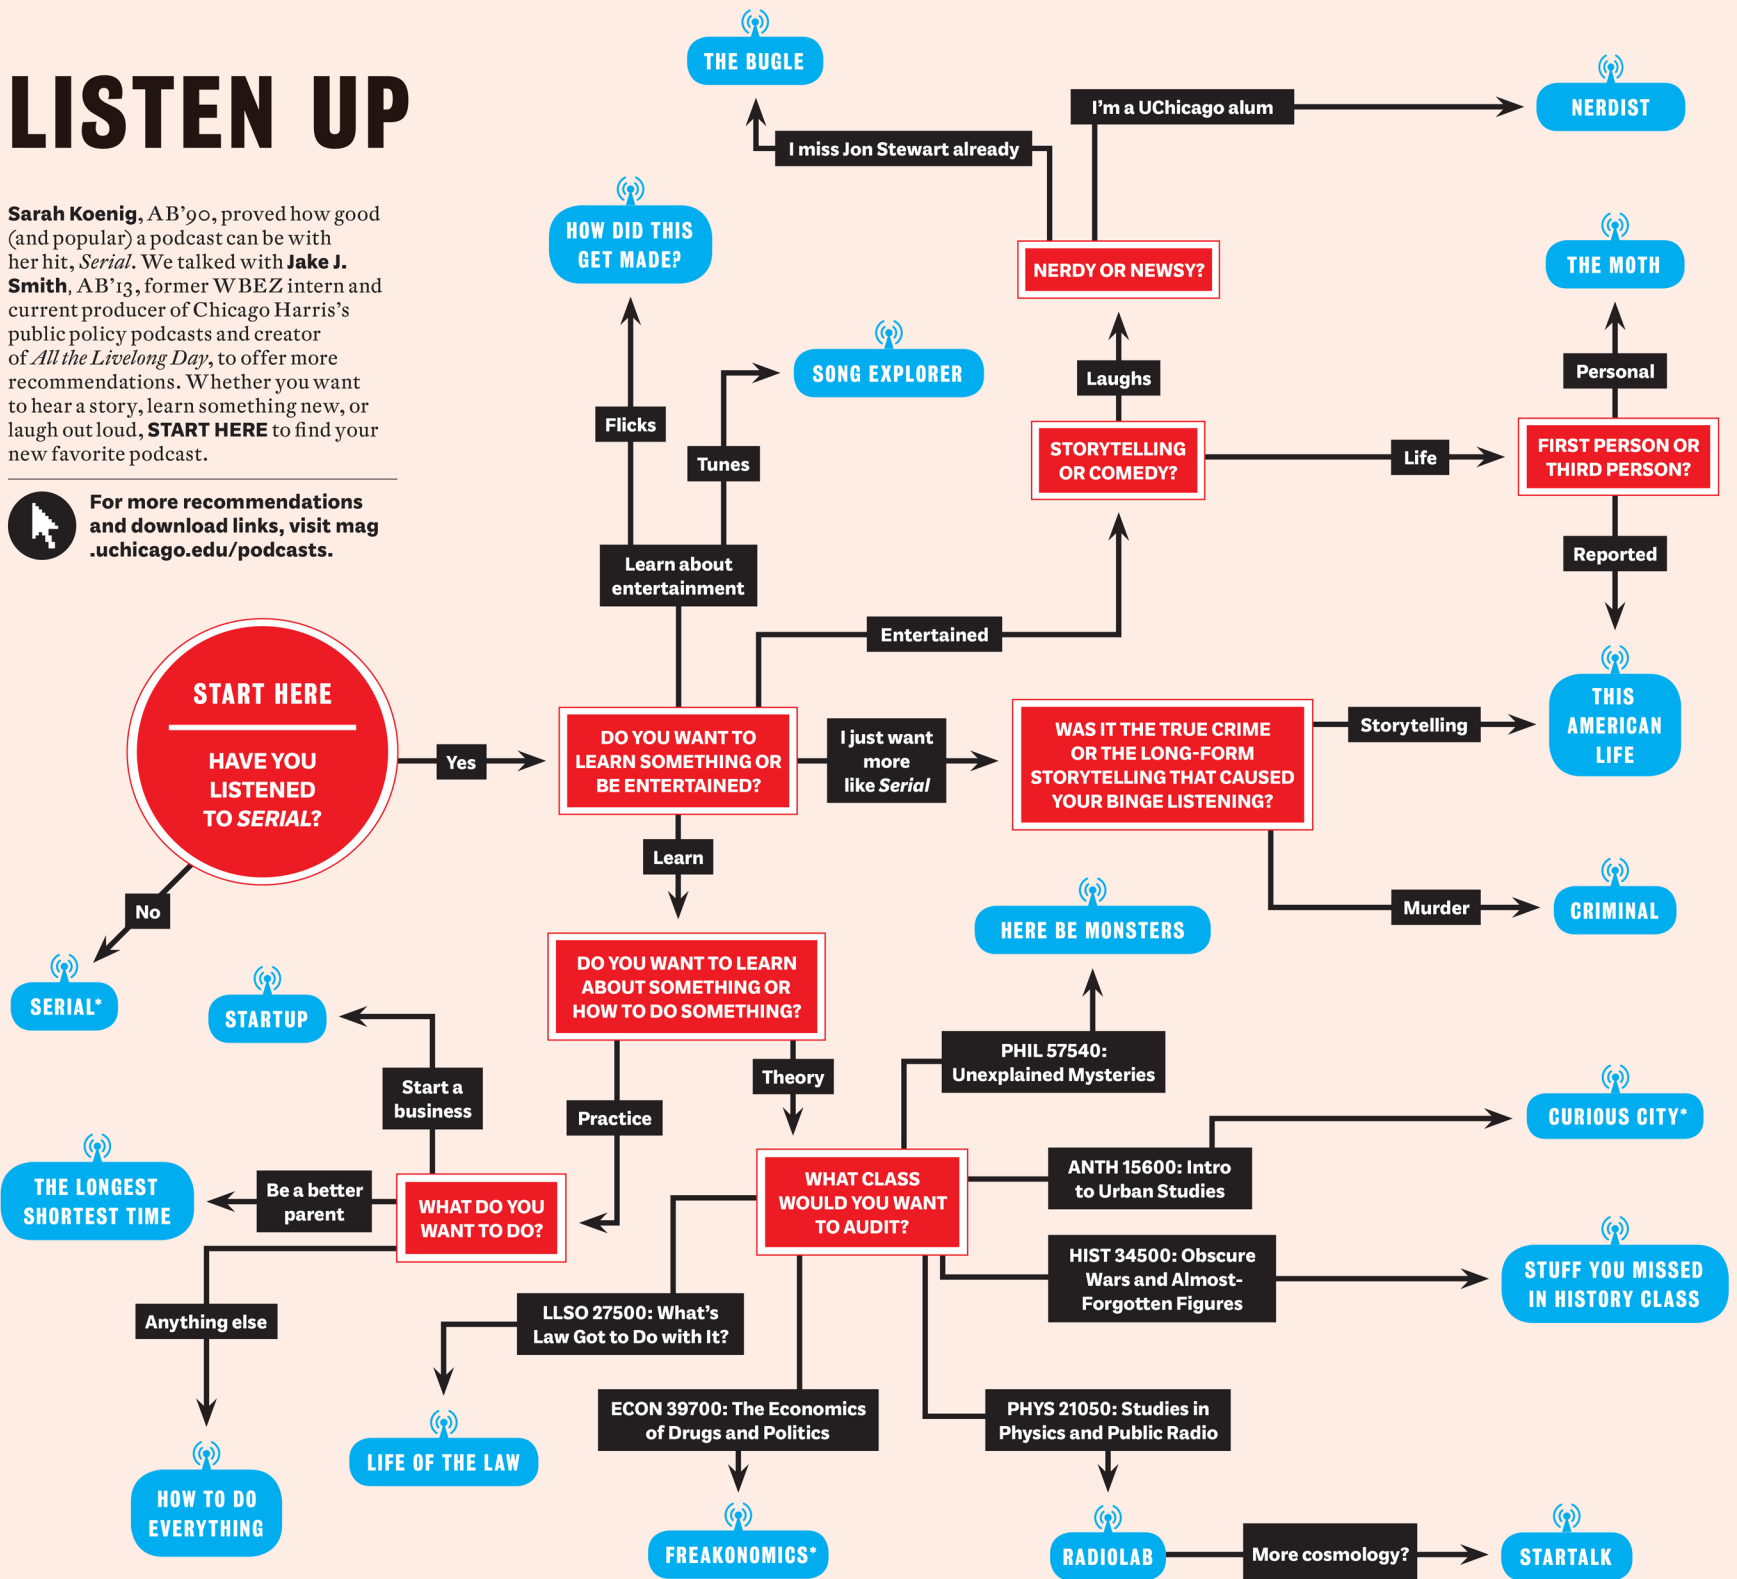 LISTEN UP
Sarah Koenig, AB’90, proved how good
(and popular) a podcast can be with
her hit, Serial. We talked with Jake J.
Smith, AB’13, former WBEZ intern and
current producer of Chicago Harris’s
public policy podcasts and creator
of All the Livelong Day, to offer more
recommendations. Whether you want
to hear a story, learn something new, or
laugh out loud, START HERE to find your
new favorite podcast.
For more recommendations
and download links, visit mag
.uchicago.edu/podcasts.
START HERE
HAVE YOU
LISTENED
TO SERIAL?
No
SERIAL*
Yes
DO YOU WANT TO
LEARN SOMETHING OR
BE ENTERTAINED?
Learn about
entertainment
Flicks
HOW DID THIS
GET MADE?
Tunes
SONG EXPLORER
Entertained
STORYTELLING
OR COMEDY?
Laughs
NERDY OR NEWSY?
I miss Jon Stewart already
THE BUGLE
I’m a UChicago alum
NERDIST
Life
FIRST PERSON OR
THIRD PERSON?
Personal
THE MOTH
Reported
THIS
AMERICAN
LIFE
I just want
more
like Serial
WAS IT THE TRUE CRIME
OR THE LONG-FORM
STORYTELLING THAT CAUSED
YOUR BINGE LISTENING?
Storytelling
Murder
CRIMINAL
Learn
DO YOU WANT TO LEARN
ABOUT SOMETHING OR
HOW TO DO SOMETHING?
Practice
WHAT DO YOU
WANT TO DO?
Start a
business
STARTUP
Be a better
parent
THE LONGEST
SHORTEST TIME
Anything else
HOW TO DO
EVERYTHING
Theory
WHAT CLASS
WOULD YOU WANT
TO AUDIT?
PHIL 57540:
Unexplained Mysteries
HERE BE MONSTERS
ANTH 15600: Intro
to Urban Studies
CURIOUS CITY*
HIST 34500: Obscure
Wars and Almost-
Forgotten Figures
STUFF YOU MISSED
IN HISTORY CLASS
LLSO 27500: What’s
Law Got to Do with It?
LIFE OF THE LAW
ECON 39700: The Economics
of Drugs and Politics
FREAKONOMICS*
PHYS 21050: Studies in
Physics and Public Radio
RADIOLAB
More cosmology?
STARTALK